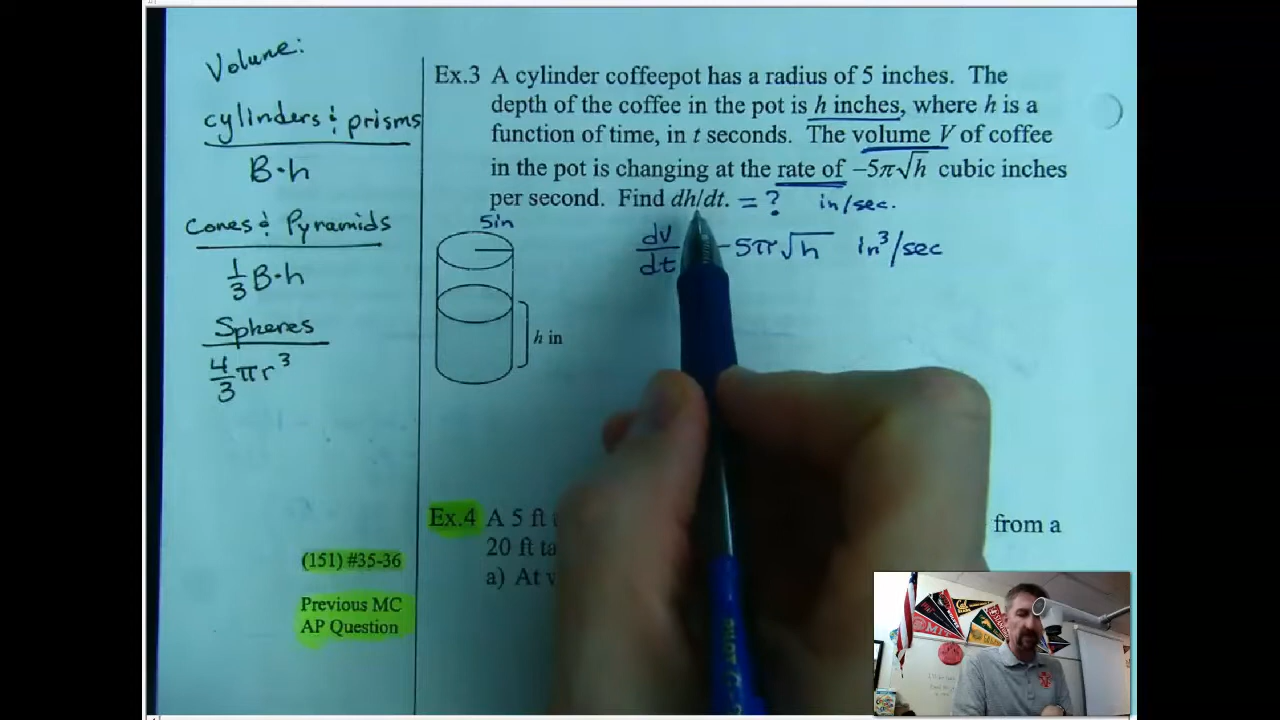 Volume:
cylinders & prisms
B·h
Cones & Pyramids
1/3 B·h
Spheres
4/3 πr³
(151) #35-36
Previous MC
AP Question
Ex.3 A cylinder coffeepot has a radius of 5 inches. The
depth of the coffee in the pot is h inches, where h is a
function of time, in t seconds. The volume V of coffee
in the pot is changing at the rate of −5π√h cubic inches
per second. Find dh/dt. = ? in/sec.
5in
dV/dt − 5π√h in³/sec
h in
Ex.4 A 5 ft from a
20 ft ta
a) At v
MIT